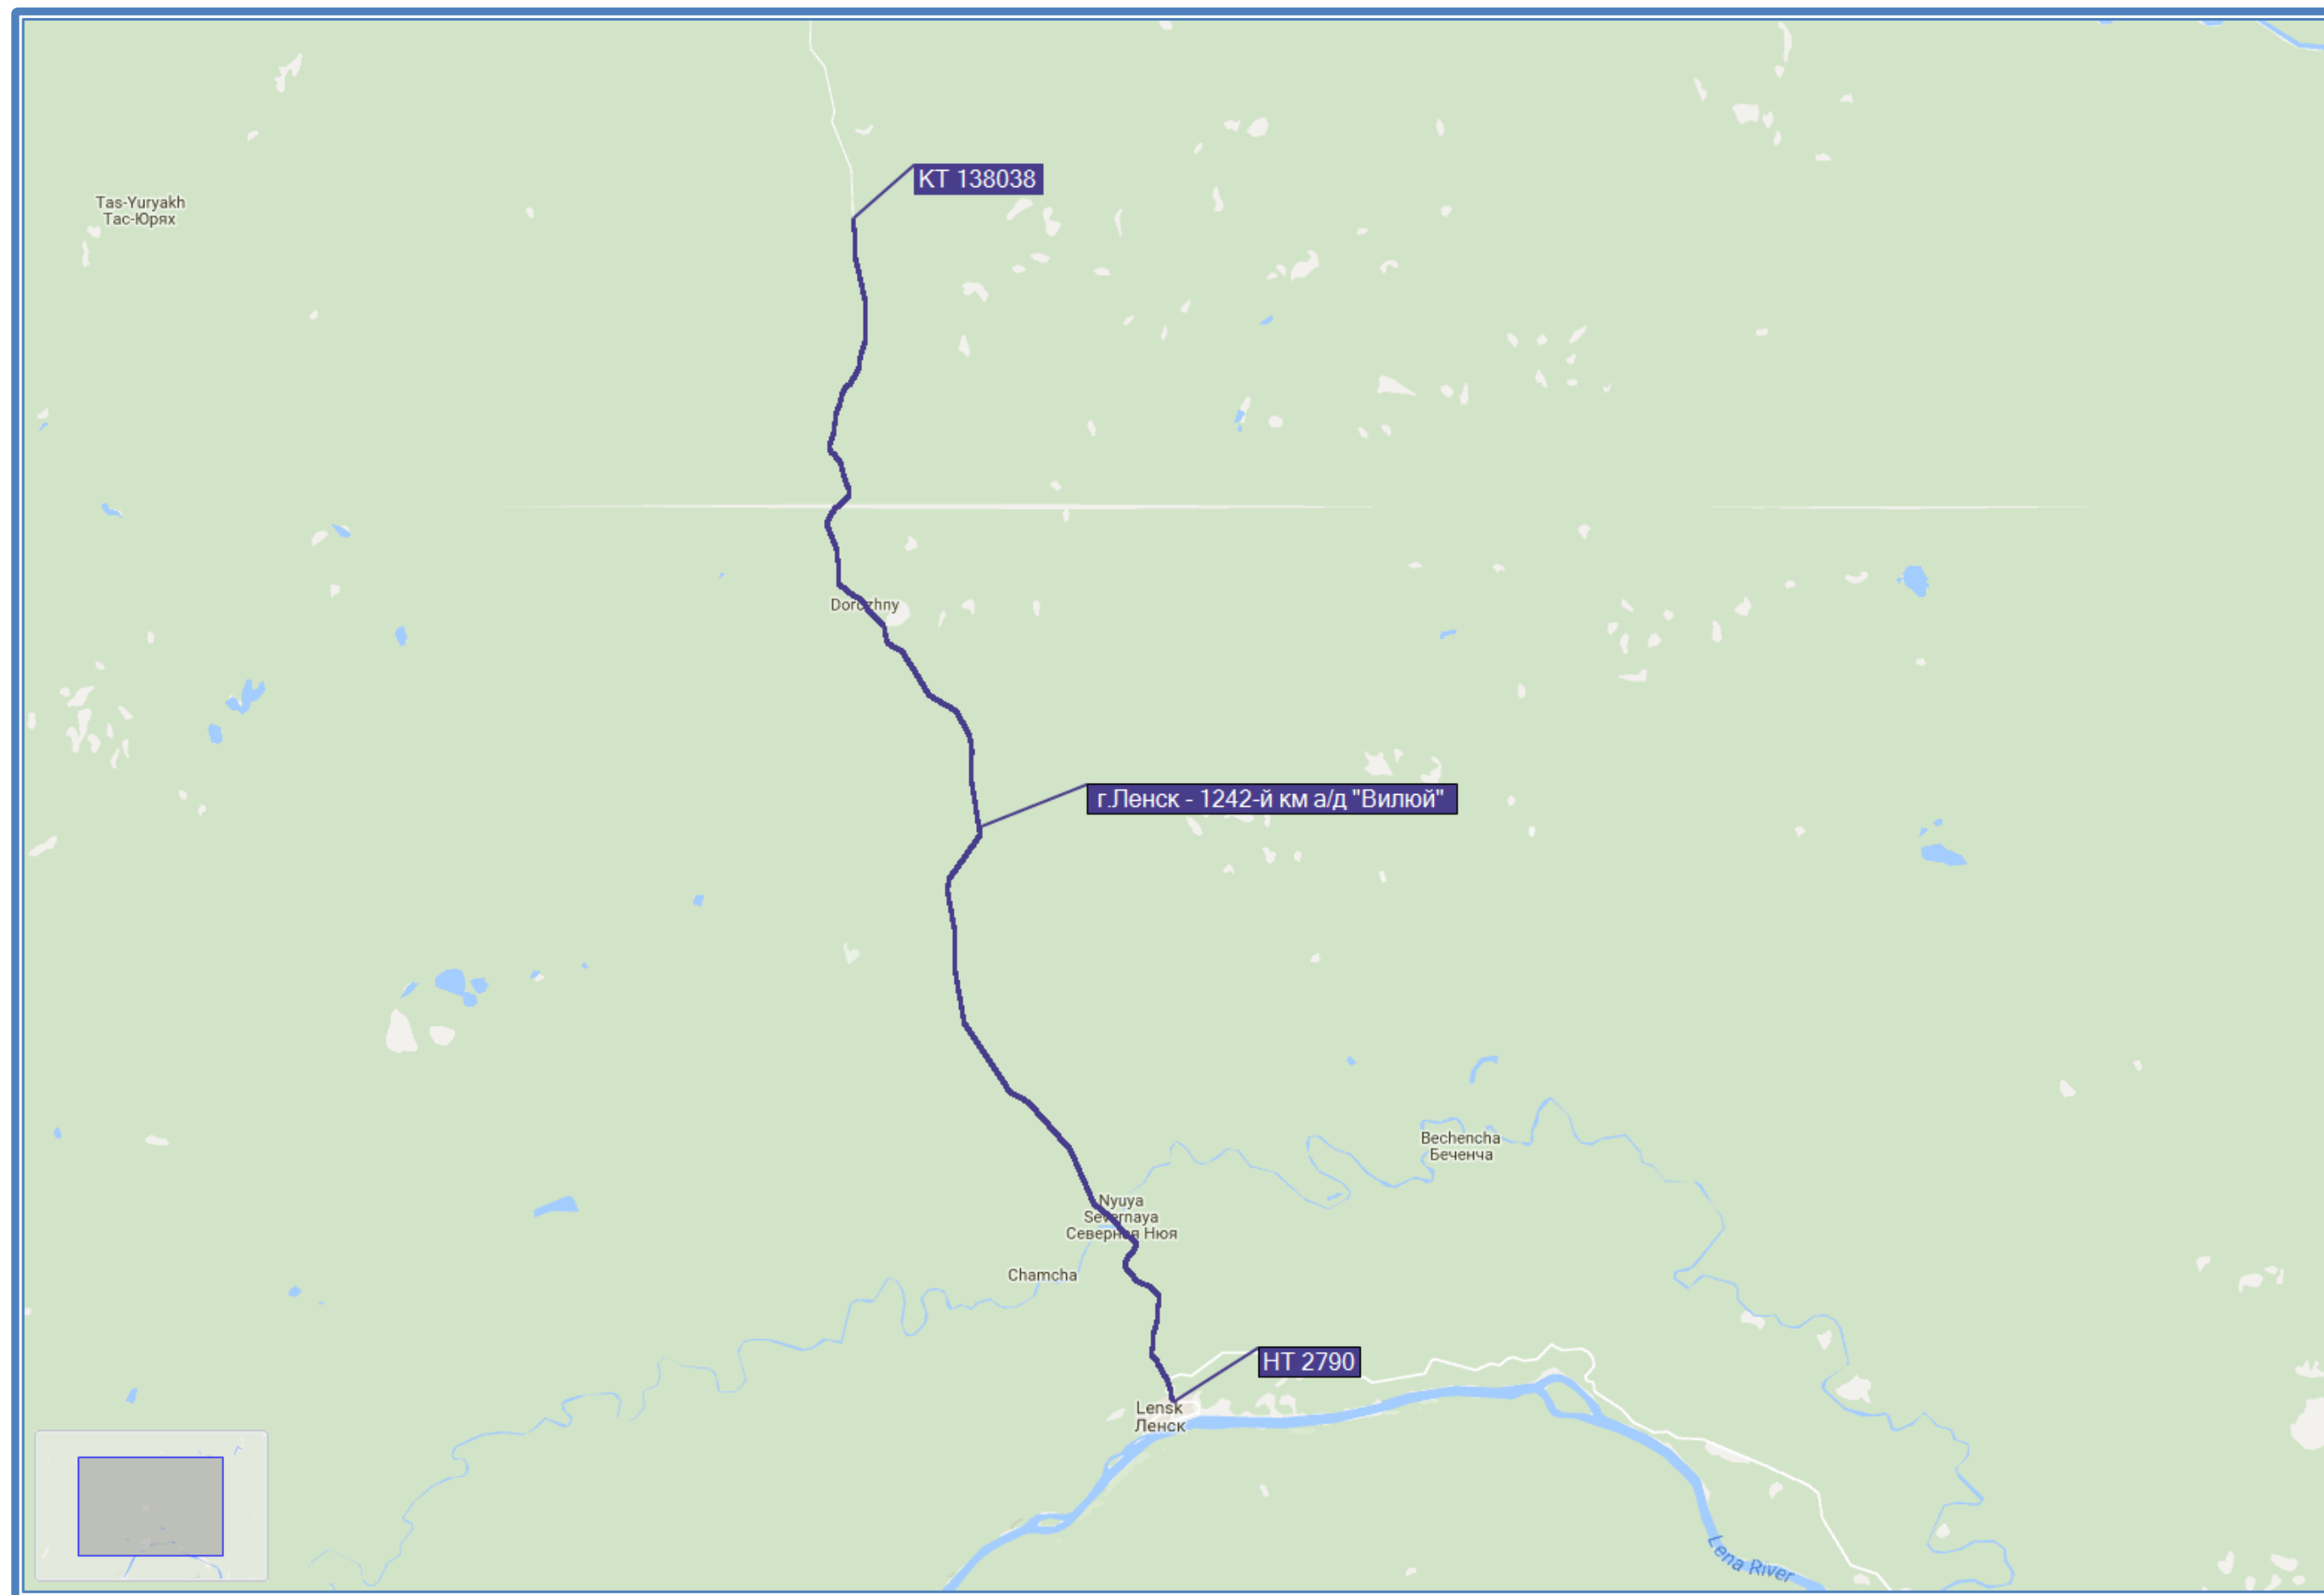 КТ 138038
Tas-Yuryakh
Тас-Юрях
Dorozhny
г.Ленск - 1242-й км а/д "Вилюй"
Bechencha
Беченча
Nyuya
Severnaya
Северная Нюя
Chamcha
НТ 2790
Lensk
Ленск
Lena River